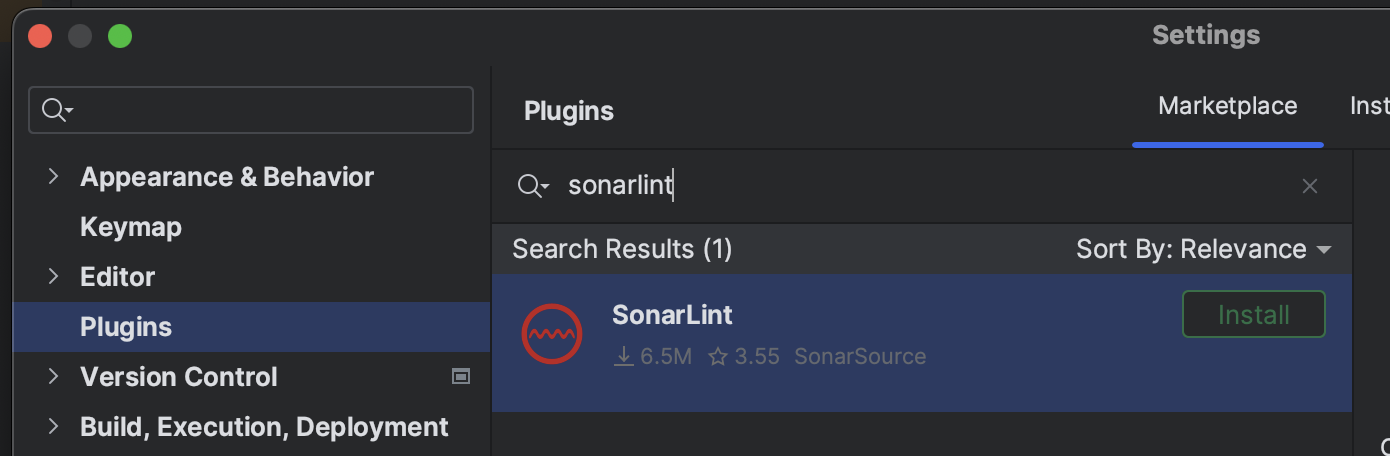 Settings
Plugins
Marketplace
Appearance & Behavior
Keymap
Editor
Plugins
Version Control
Build, Execution, Deployment
sonarlint
Search Results (1)
Sort By: Relevance
SonarLint
Install
6.5M 3.55 SonarSource